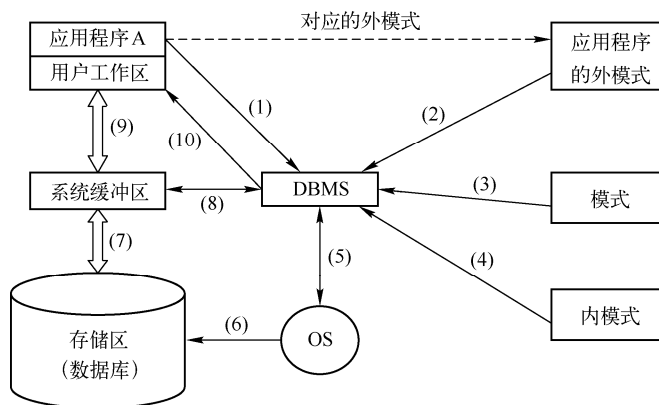 应用程序A
对应的外模式
应用程序
的外模式
用户工作区
(1)
(2)
(9)
(10)
系统缓冲区
(8)
DBMS
(3)
模式
(7)
(5)
(4)
存储区
(数据库)
(6)
OS
内模式